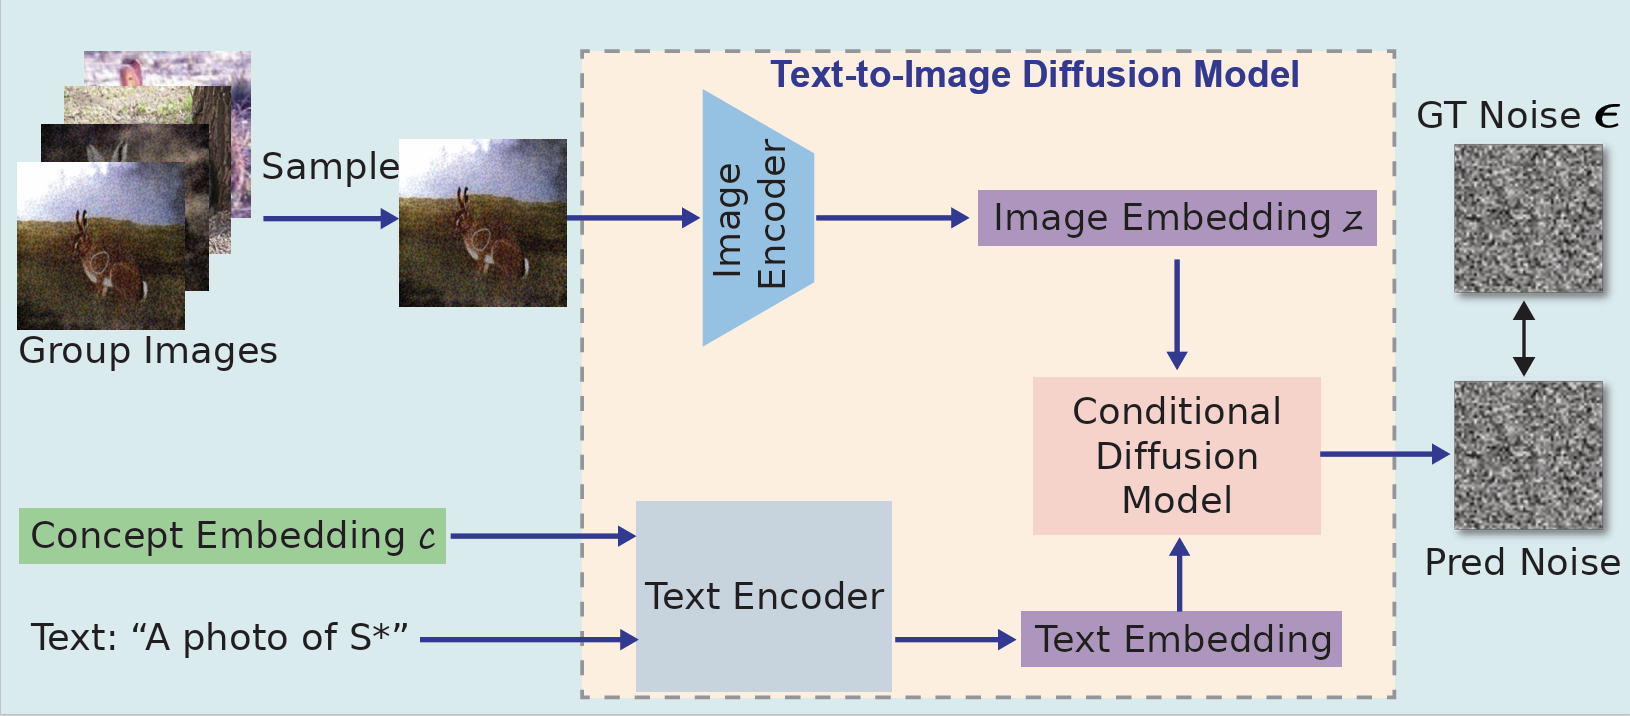 Text-to-Image Diffusion Model
GT Noise ϵ
Sample
Image
Encoder
Image Embedding z
Group Images
Conditional
Diffusion
Model
Concept Embedding c
Pred Noise
Text Encoder
Text: “A photo of S*”
Text Embedding